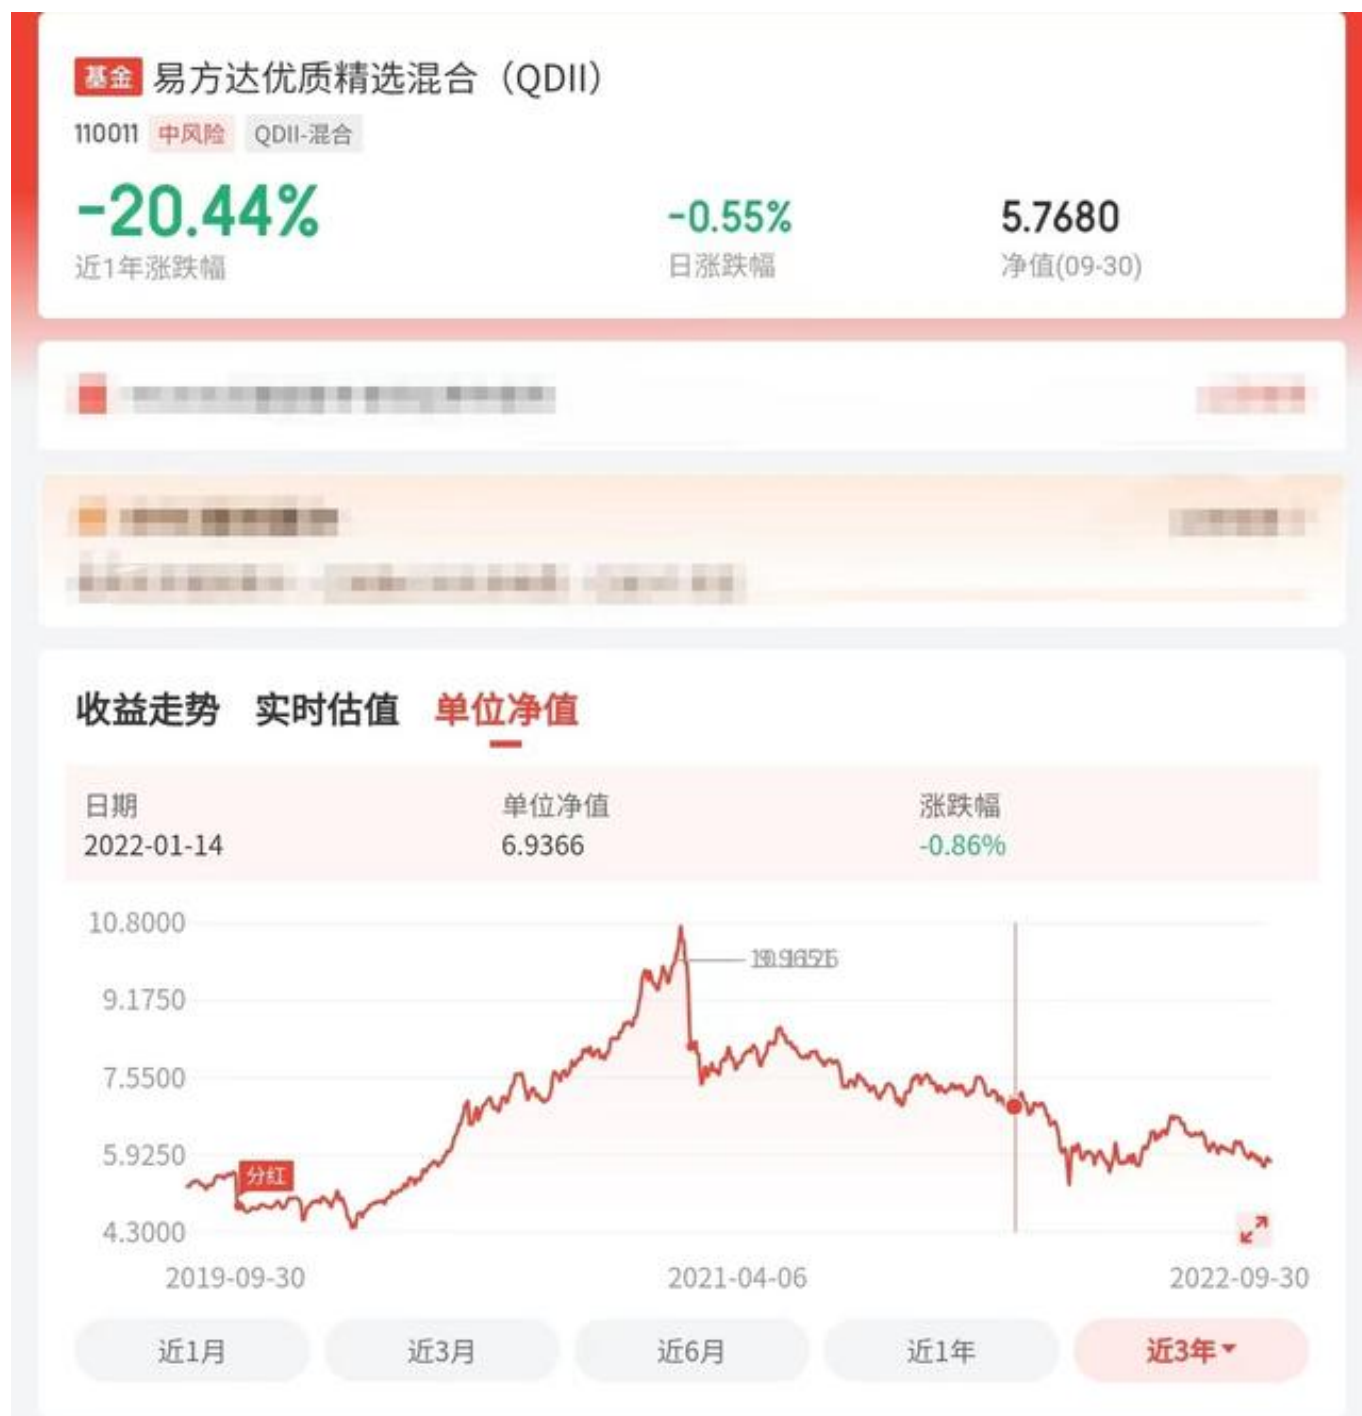 基金 易方达优质精选混合（QDII）
110011 中风险 QDII-混合
-20.44% -0.55% 5.7680
近1年涨跌幅 日涨跌幅 净值(09-30)
收益走势 实时估值 单位净值
日期 单位净值 涨跌幅
2022-01-14 6.9366 -0.86%
10.8000
9.1750
7.5500
5.9250
分红
4.3000
2019-09-30 2021-04-06 2022-09-30
近1月 近3月 近6月 近1年 近3年